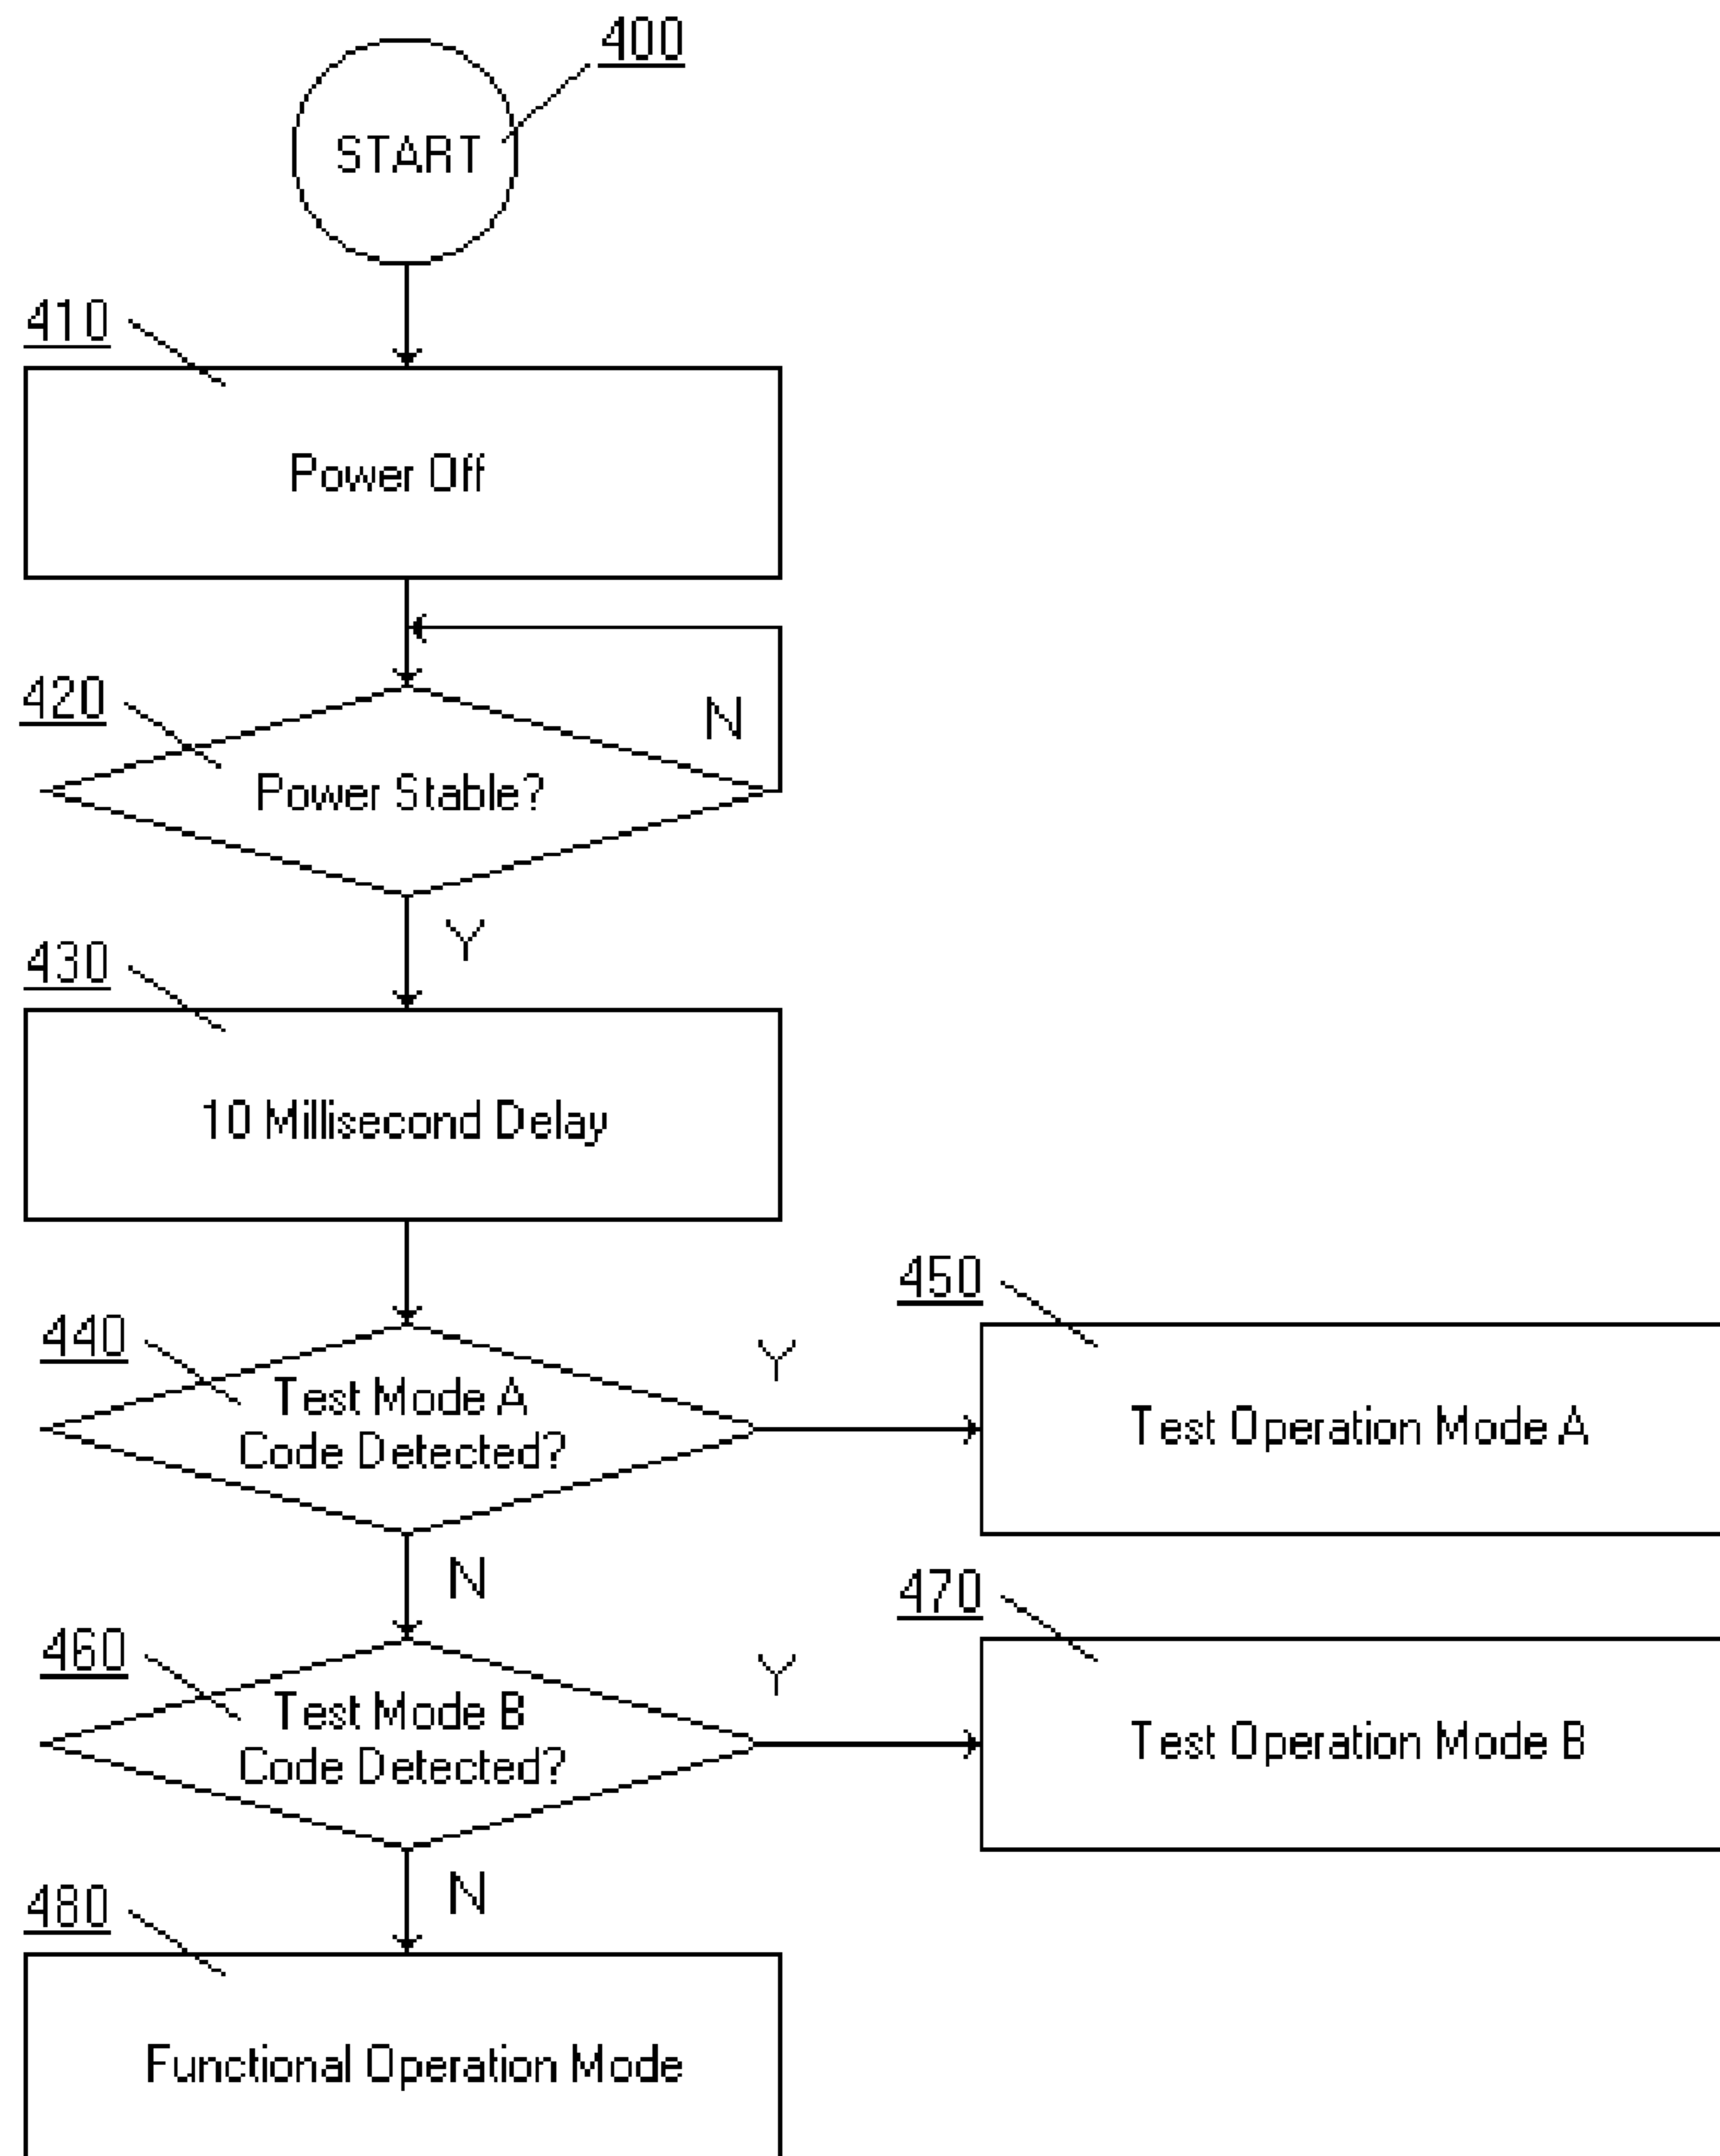 400
START
410
Power Off
420
N
Power Stable?
Y
430
10 Millisecond Delay
440
Test Mode A
Code Detected?
Y
450
Test Operation Mode A
N
460
Test Mode B
Code Detected?
Y
470
Test Operation Mode B
N
480
Functional Operation Mode